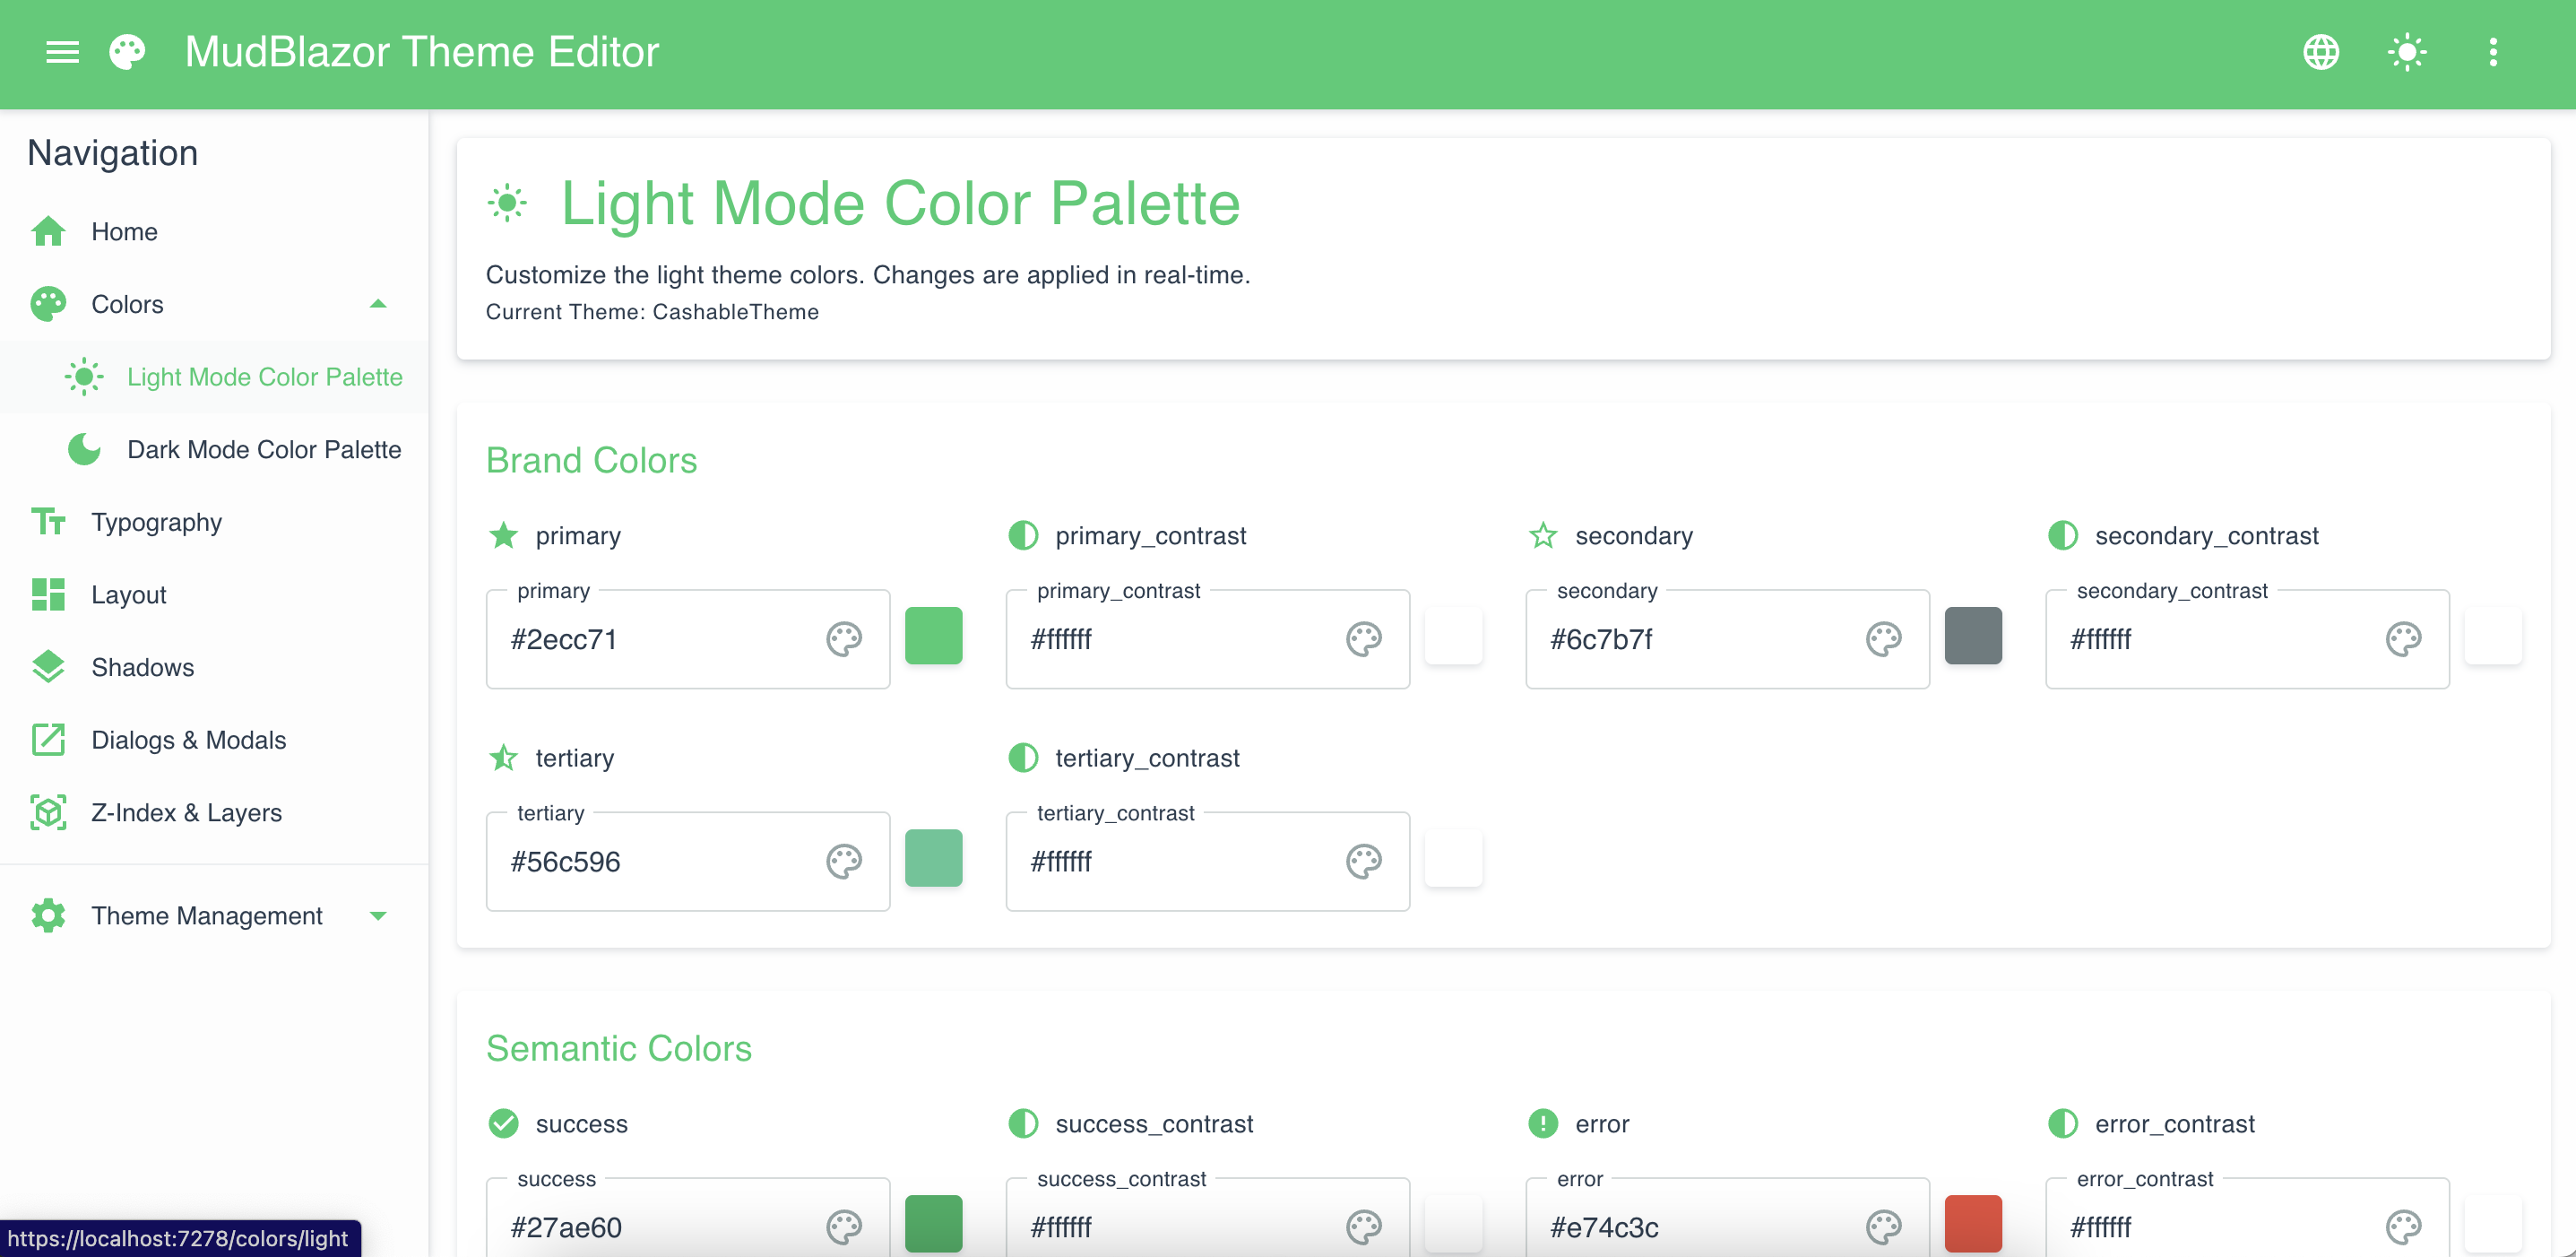 MudBlazor Theme Editor
Navigation
Home
Colors
Light Mode Color Palette
Dark Mode Color Palette
Typography
Layout
Shadows
Dialogs & Modals
Z-Index & Layers
Theme Management
https://localhost:7278/colors/light
Light Mode Color Palette
Customize the light theme colors. Changes are applied in real-time.
Current Theme: CashableTheme
Brand Colors
primary
primary
#2ecc71
primary_contrast
primary_contrast
#ffffff
secondary
secondary
#6c7b7f
secondary_contrast
secondary_contrast
#ffffff
tertiary
tertiary
#56c596
tertiary_contrast
tertiary_contrast
#ffffff
Semantic Colors
success
success
#27ae60
success_contrast
success_contrast
#ffffff
error
error
#e74c3c
error_contrast
error_contrast
#ffffff